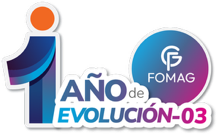 1 AÑO de
EVOLUCIÓN-03
FOMAG